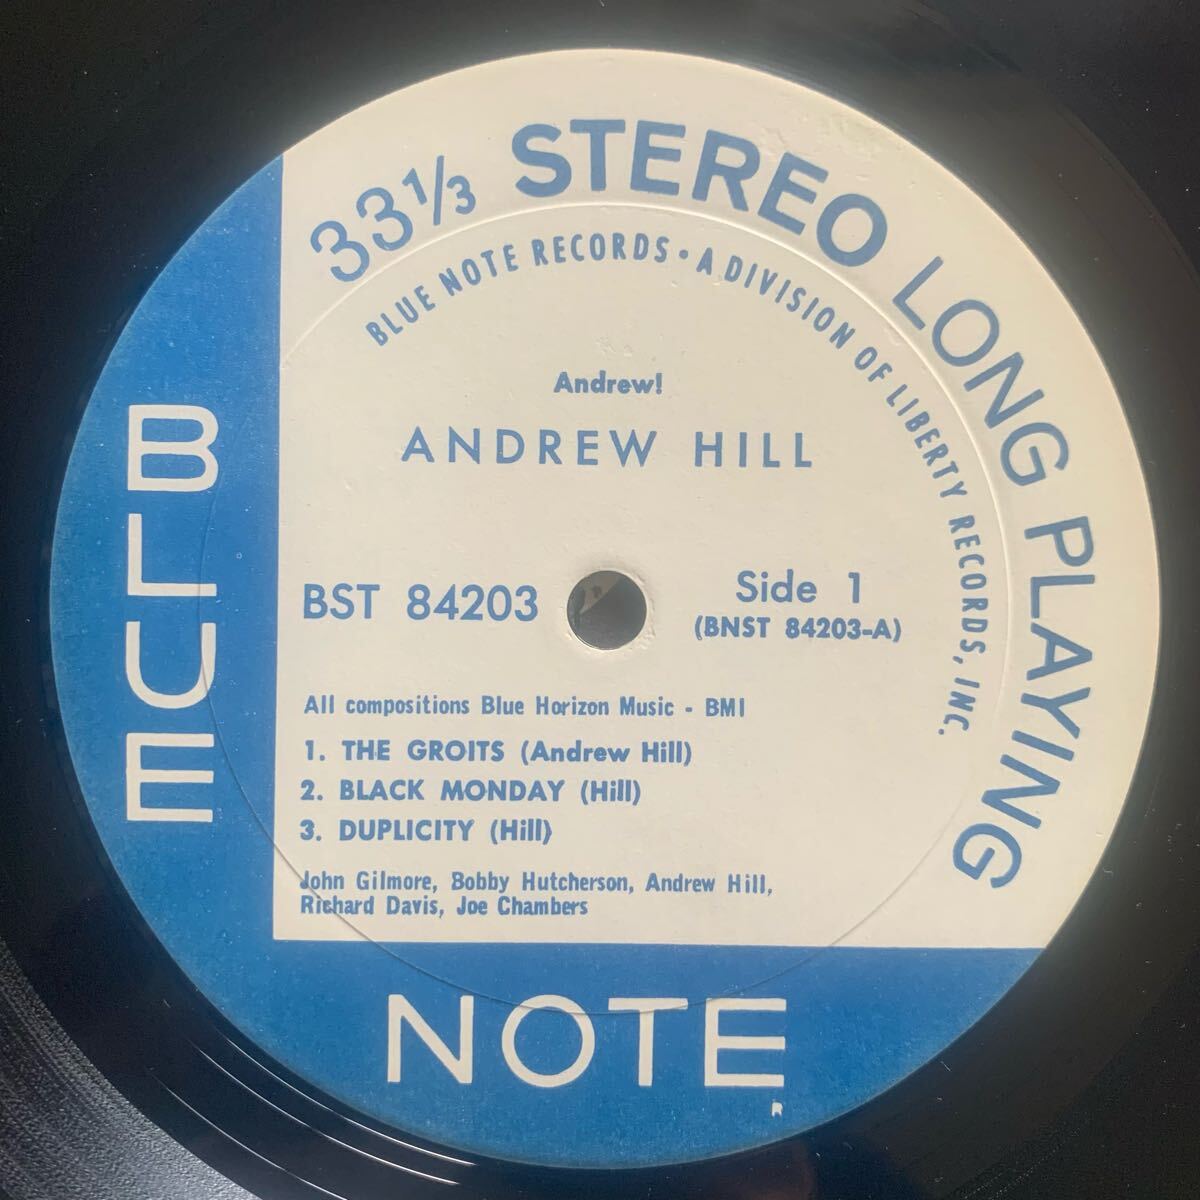 33 1/3 STEREO LONG PLAYING
BLUE NOTE RECORDS • A DIVISION OF LIBERTY RECORDS, INC.
Andrew!
ANDREW HILL
BST 84203
Side 1
(BNST 84203-A)
All compositions Blue Horizon Music - BMI
1. THE GROITS (Andrew Hill)
2. BLACK MONDAY (Hill)
3. DUPLICITY (Hill)
John Gilmore, Bobby Hutcherson, Andrew Hill,
Richard Davis, Joe Chambers
BLUE
NOTE
R